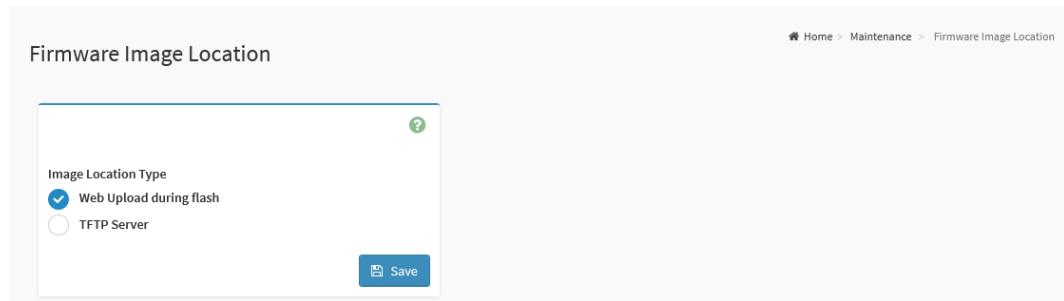 Home > Maintenance > Firmware Image Location
Firmware Image Location
?
Image Location Type
Web Upload during flash
TFTP Server
Save